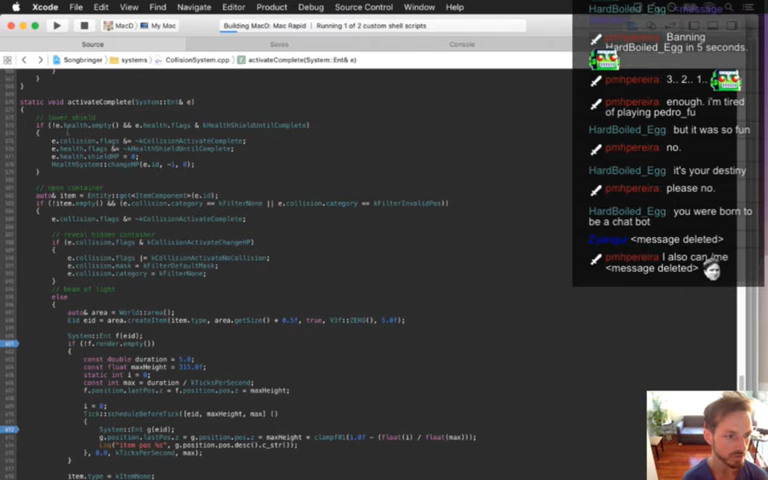 Xcode File Edit View Find Navigate Editor Product Debug Source Control Window Help
MacD My Mac
Building MacD: Mac Rapid Running 1 of 2 custom shell scripts
Source Saves Console
Songbringer systems CollisionSystem.cpp activateComplete(System::Ent& e)
}
}
static void activateComplete(System::Ent& e)
{
// lower shield
if (!e.health.empty() && e.health.flags & kHealthShieldUntilComplete)
{
e.collision.flags &= ~kCollisionActivateComplete;
e.health.flags &= ~kHealthShieldUntilComplete;
e.health.shieldHP = 0;
HealthSystem::changeHP(e.id, -1, 0);
}
// open container
auto& item = Entity::get<ItemComponent>(e.id);
if (!item.empty() && (e.collision.category == kFilterNone || e.collision.category == kFilterInvalidPos))
{
e.collision.flags &= ~kCollisionActivateComplete;
// reveal hidden container
if (e.collision.flags & kCollisionActivateChangeHP)
{
e.collision.flags |= kCollisionActivateNoCollision;
e.collision.mask = kFilterDefaultMask;
e.collision.category = kFilterNone;
}
// beam of light
else
{
auto& area = World::area();
Eid eid = area.createItem(item.type, area.getSize() * 0.5f, true, V3f::ZERO(), 5.0f);
System::Ent f(eid);
if (!f.render.empty())
{
const double duration = 5.0;
const float maxHeight = 315.0f;
static int i = 0;
const int max = duration / kTicksPerSecond;
f.position.lastPos.z = f.position.pos.z = maxHeight;
i = 0;
Tick::scheduleBeforeTick([eid, maxHeight, max] ()
{
System::Ent g(eid);
g.position.lastPos.z = g.position.pos.z = maxHeight * clampf01(1.0f - (float(i) / float(max)));
Log("item pos %s", g.position.pos.desc().c_str());
}, 0.0, kTicksPerSecond, max);
}
item.type = kItemNone;
HardBoiled_Egg <message
pmhpereira Banning
HardBoiled_Egg in 5 seconds.
pmhpereira 3.. 2.. 1..
pmhpereira enough. i'm tired
of playing pedro_fu
HardBoiled_Egg but it was so fun
pmhpereira no.
HardBoiled_Egg it's your destiny
pmhpereira please no.
HardBoiled_Egg you were born to
be a chat bot
<message deleted>
pmhpereira I also can /me
<message deleted>